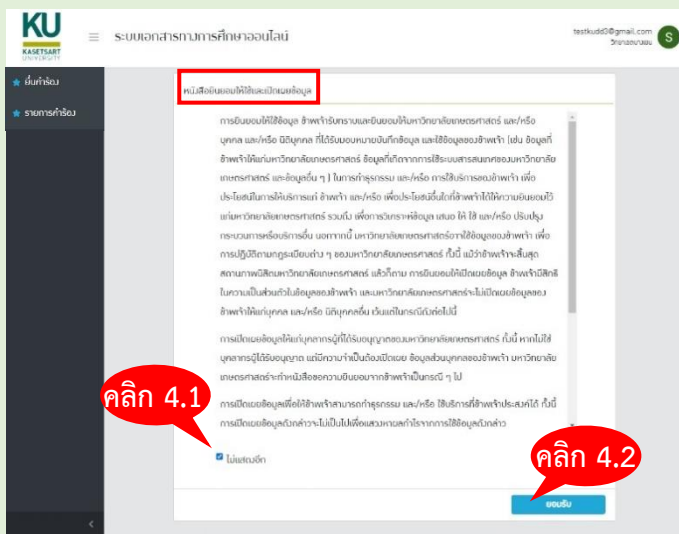 KU
KASETSART
UNIVERSITY
ระบบเอกสารทางการศึกษาออนไลน์
testkudd3@gmail.com
วิทยาเขตบางเขน
S
ยื่นคำร้อง
รายการคำร้อง
หนังสือยินยอมให้ใช้และเปิดเผยข้อมูล
การยินยอมให้ใช้ข้อมูล ข้าพเจ้ารับทราบและยินยอมให้มหาวิทยาลัยเกษตรศาสตร์ และ/หรือ
บุคคล และ/หรือ นิติบุคคล ที่ได้รับมอบหมายบันทึกข้อมูล และใช้ข้อมูลของข้าพเจ้า [เช่น ข้อมูลที่
ข้าพเจ้าให้แก่มหาวิทยาลัยเกษตรศาสตร์ ข้อมูลที่เกิดจากการใช้ระบบสารสนเทศของมหาวิทยาลัย
เกษตรศาสตร์ และข้อมูลอื่น ๆ ] ในการทำธุรกรรม และ/หรือ การใช้บริการของข้าพเจ้า เพื่อ
ประโยชน์ในการให้บริการแก่ ข้าพเจ้า และ/หรือ เพื่อประโยชน์อื่นใดที่ข้าพเจ้าได้ให้ความยินยอมไว้
แก่มหาวิทยาลัยเกษตรศาสตร์ รวมถึง เพื่อการวิเคราะห์ข้อมูล เสนอ ให้ ใช้ และ/หรือ ปรับปรุง
กระบวนการหรือบริการอื่น นอกจากนี้ มหาวิทยาลัยเกษตรศาสตร์อาจใช้ข้อมูลของข้าพเจ้า เพื่อ
การปฏิบัติตามกฎระเบียบต่าง ๆ ของมหาวิทยาลัยเกษตรศาสตร์ ทั้งนี้ แม้ว่าข้าพเจ้าจะสิ้นสุด
สถานภาพนิสิตมหาวิทยาลัยเกษตรศาสตร์ แล้วก็ตาม การยินยอมให้เปิดเผยข้อมูล ข้าพเจ้ามีสิทธิ
ในความเป็นส่วนตัวในข้อมูลของข้าพเจ้า และมหาวิทยาลัยเกษตรศาสตร์จะไม่เปิดเผยข้อมูลของ
ข้าพเจ้าให้แก่บุคคล และ/หรือ นิติบุคคลอื่น เว้นแต่ในกรณีดังต่อไปนี้
การเปิดเผยข้อมูลให้แก่บุคลากรผู้ที่ได้รับอนุญาตของมหาวิทยาลัยเกษตรศาสตร์ ทั้งนี้ หากไม่ใช่
บุคลากรผู้ได้รับอนุญาต แต่มีความจำเป็นต้องเปิดเผย ข้อมูลส่วนบุคคลของข้าพเจ้า มหาวิทยาลัย
เกษตรศาสตร์จะทำหนังสือขอความยินยอมจากข้าพเจ้าเป็นกรณี ๆ ไป
การเปิดเผยข้อมูลเพื่อให้ข้าพเจ้าสามารถทำธุรกรรม และ/หรือ ใช้บริการที่ข้าพเจ้าประสงค์ได้ ทั้งนี้
การเปิดเผยข้อมูลดังกล่าวจะไม่เป็นไปเพื่อแสวงหาผลกำไรจากการใช้ข้อมูลดังกล่าว
คลิก 4.1
ไม่แสดงอีก
คลิก 4.2
ยอมรับ